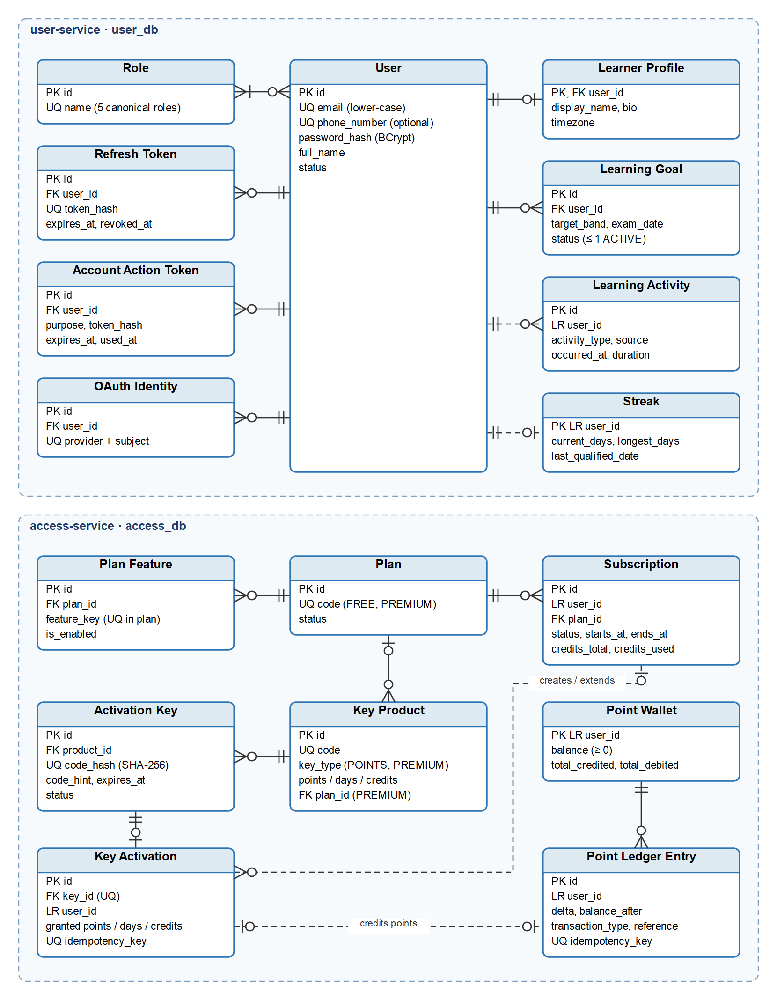 user-service · user_db
Role
PK id
UQ name (5 canonical roles)
User
PK id
UQ email (lower-case)
UQ phone_number (optional)
password_hash (BCrypt)
full_name
status
Learner Profile
PK, FK user_id
display_name, bio
timezone
Refresh Token
PK id
FK user_id
UQ token_hash
expires_at, revoked_at
Learning Goal
PK id
FK user_id
target_band, exam_date
status (≤ 1 ACTIVE)
Account Action Token
PK id
FK user_id
purpose, token_hash
expires_at, used_at
Learning Activity
PK id
LR user_id
activity_type, source
occurred_at, duration
OAuth Identity
PK id
FK user_id
UQ provider + subject
Streak
PK LR user_id
current_days, longest_days
last_qualified_date
access-service · access_db
Plan Feature
PK id
FK plan_id
feature_key (UQ in plan)
is_enabled
Plan
PK id
UQ code (FREE, PREMIUM)
status
Subscription
PK id
LR user_id
FK plan_id
status, starts_at, ends_at
credits_total, credits_used
creates / extends
Activation Key
PK id
FK product_id
UQ code_hash (SHA-256)
code_hint, expires_at
status
Key Product
PK id
UQ code
key_type (POINTS, PREMIUM)
points / days / credits
FK plan_id (PREMIUM)
Point Wallet
PK LR user_id
balance (≥ 0)
total_credited, total_debited
Key Activation
PK id
FK key_id (UQ)
LR user_id
granted points / days / credits
UQ idempotency_key
credits points
Point Ledger Entry
PK id
LR user_id
delta, balance_after
transaction_type, reference
UQ idempotency_key